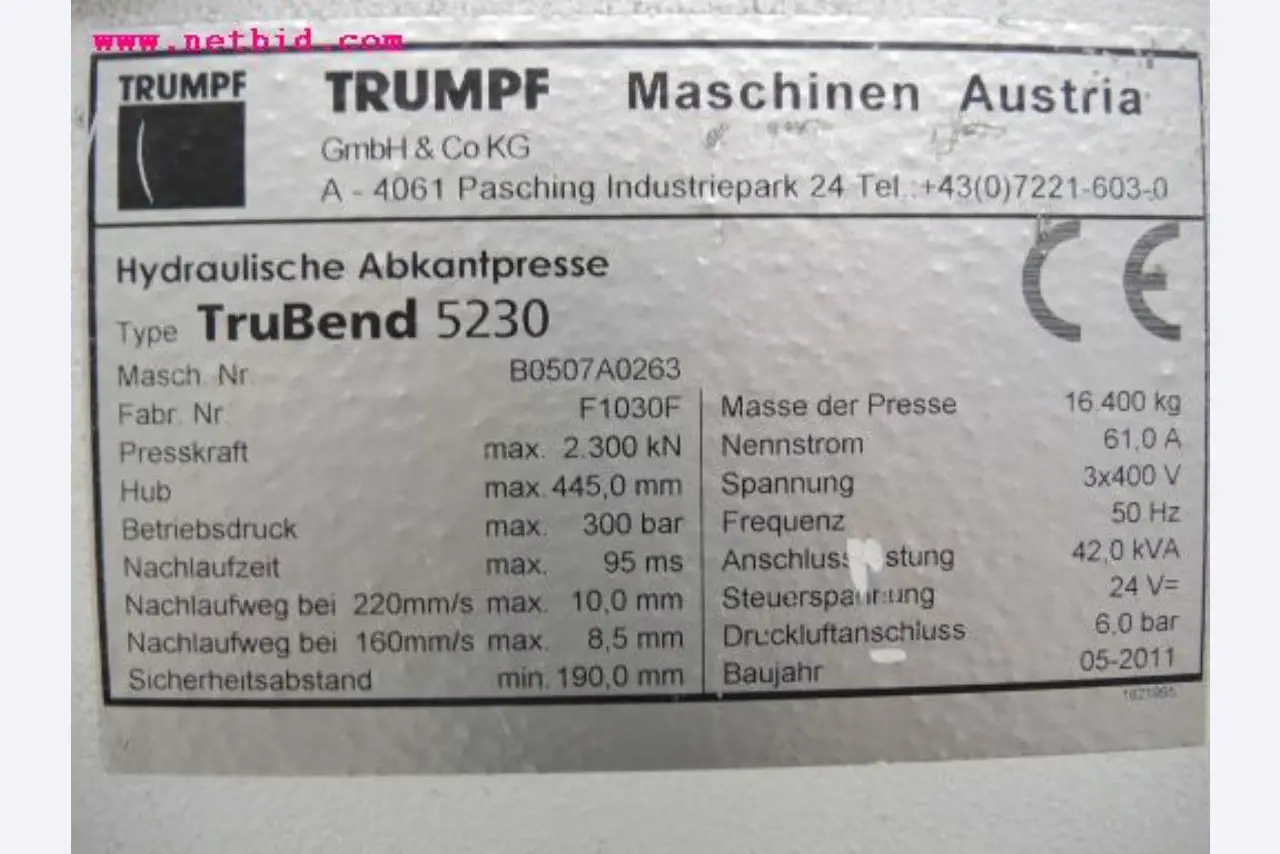 www.netbid.com
TRUMPF
TRUMPF Maschinen Austria
GmbH & Co KG
A - 4061 Pasching Industriepark 24 Tel.:+43(0)7221-603-0
Hydraulische Abkantpresse
CE
Type TruBend 5230
Masch. Nr. B0507A0263
Fabr. Nr. F1030F
Presskraft max. 2.300 kN
Hub max. 445,0 mm
Betriebsdruck max. 300 bar
Nachlaufzeit max. 95 ms
Nachlaufweg bei 220mm/s max. 10,0 mm
Nachlaufweg bei 160mm/s max. 8,5 mm
Sicherheitsabstand min. 190,0 mm
Masse der Presse 16.400 kg
Nennstrom 61,0 A
Spannung 3x400 V
Frequenz 50 Hz
42,0 kVA
Steuerspannung 24 V=
Druckluftanschluss 6,0 bar
Baujahr 05-2011